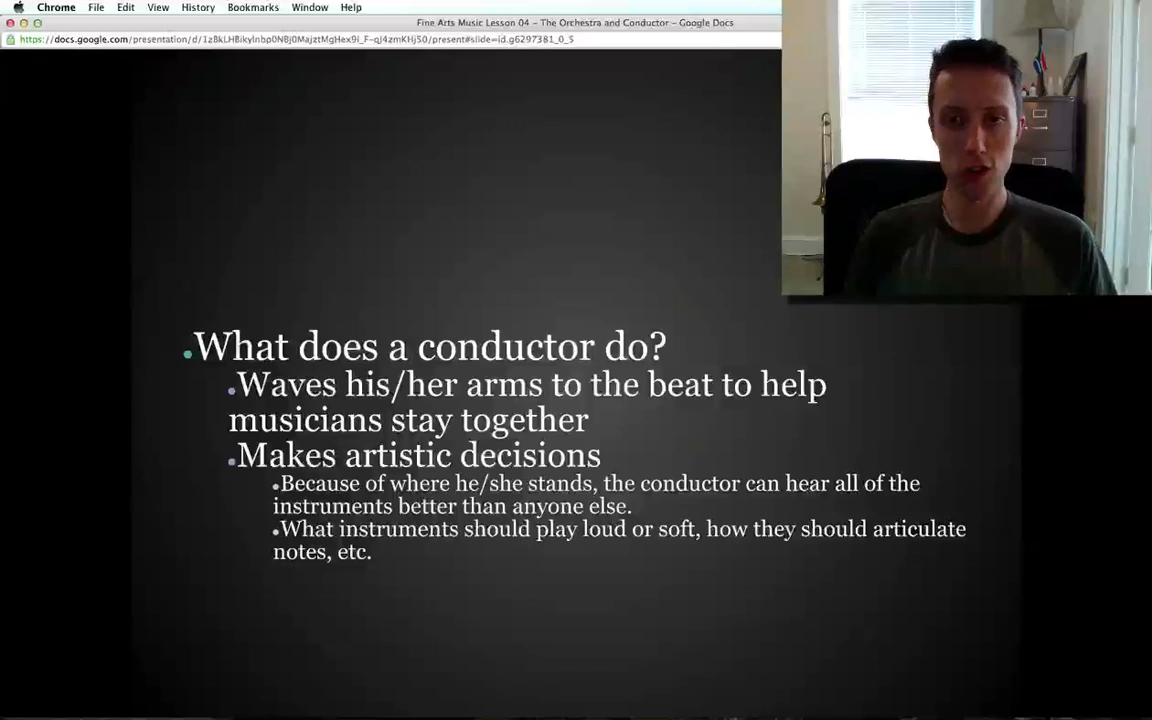 Chrome File Edit View History Bookmarks Window Help
Fine Arts Music Lesson 04 – The Orchestra and Conductor – Google Docs
What does a conductor do?
Waves his/her arms to the beat to help
musicians stay together
Makes artistic decisions
Because of where he/she stands, the conductor can hear all of the
instruments better than anyone else.
What instruments should play loud or soft, how they should articulate
notes, etc.